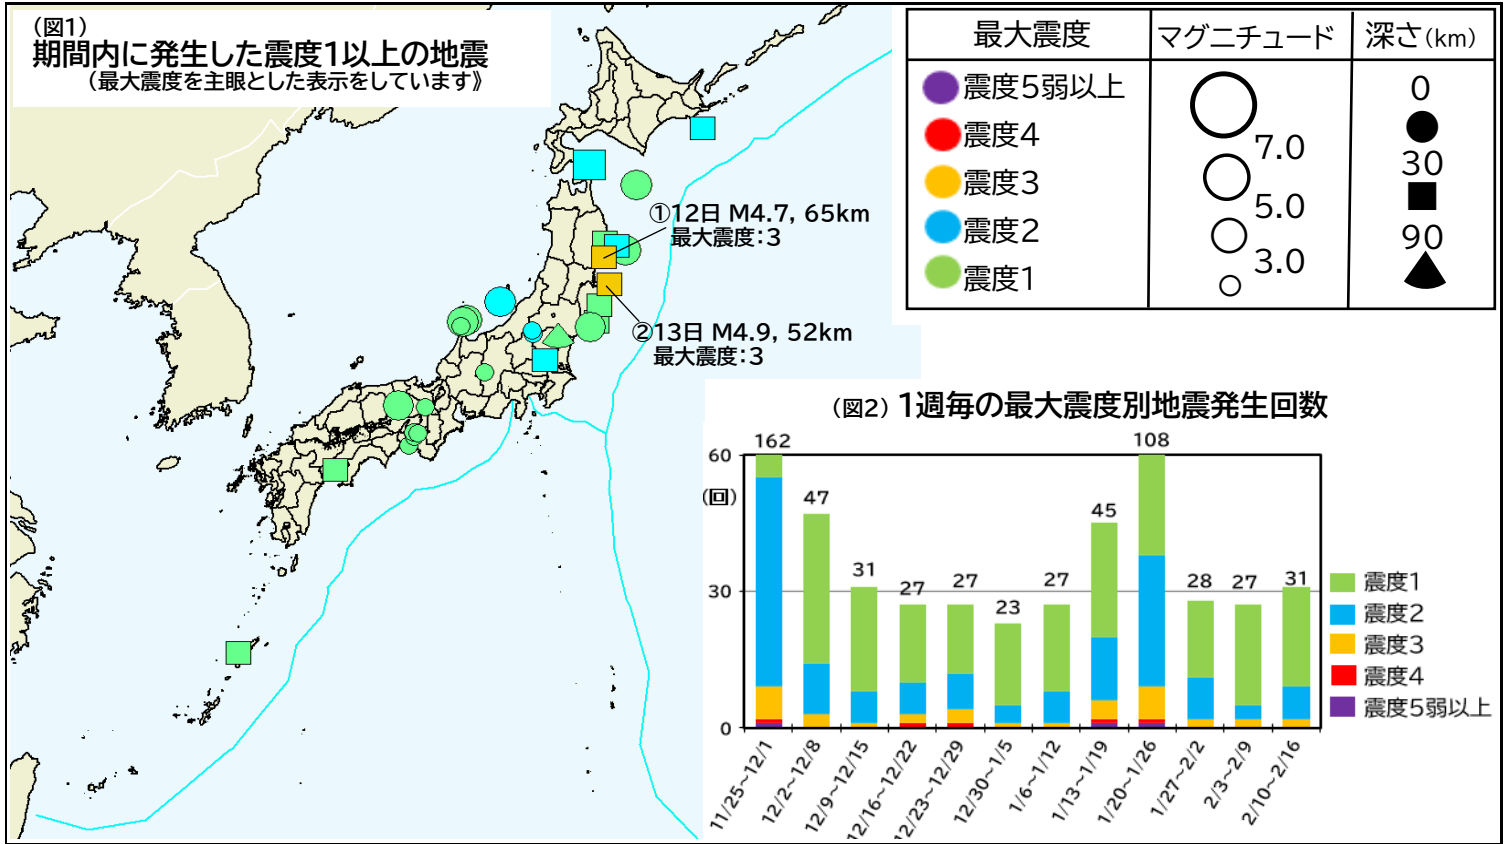 (図1)
期間内に発生した震度1以上の地震
(最大震度を主眼とした表示をしています》
①12日 M4.7, 65km
最大震度:3
②13日 M4.9, 52km
最大震度:3
最大震度
マグニチュード
深さ(km)
震度5弱以上
震度4
震度3
震度2
震度1
7.0
5.0
3.0
0
30
90
(図2) 1週毎の最大震度別地震発生回数
60
(回)
30
0
162
47
31
27
27
23
27
45
108
28
27
31
11/25~12/1
12/2~12/8
12/9~12/15
12/16~12/22
12/23~12/29
12/30~1/5
1/6~1/12
1/13~1/19
1/20~1/26
1/27~2/2
2/3~2/9
2/10~2/16
震度1
震度2
震度3
震度4
震度5弱以上